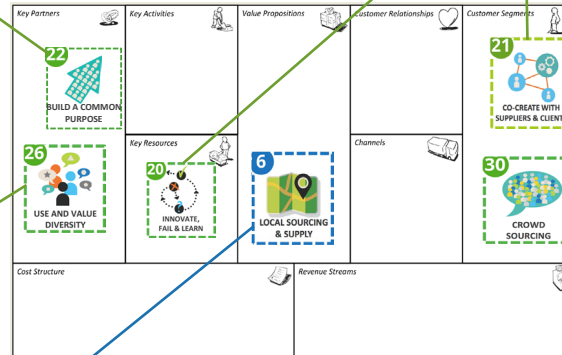 Key Partners
22
BUILD A COMMON
PURPOSE
26
USE AND VALUE
DIVERSITY
Key Activities
Key Resources
20
INNOVATE,
FAIL & LEARN
Value Propositions
6
LOCAL SOURCING
& SUPPLY
Customer Relationships
Channels
Customer Segments
21
CO-CREATE WITH
SUPPLIERS & CLIENT
30
CROWD
SOURCING
Cost Structure
Revenue Streams